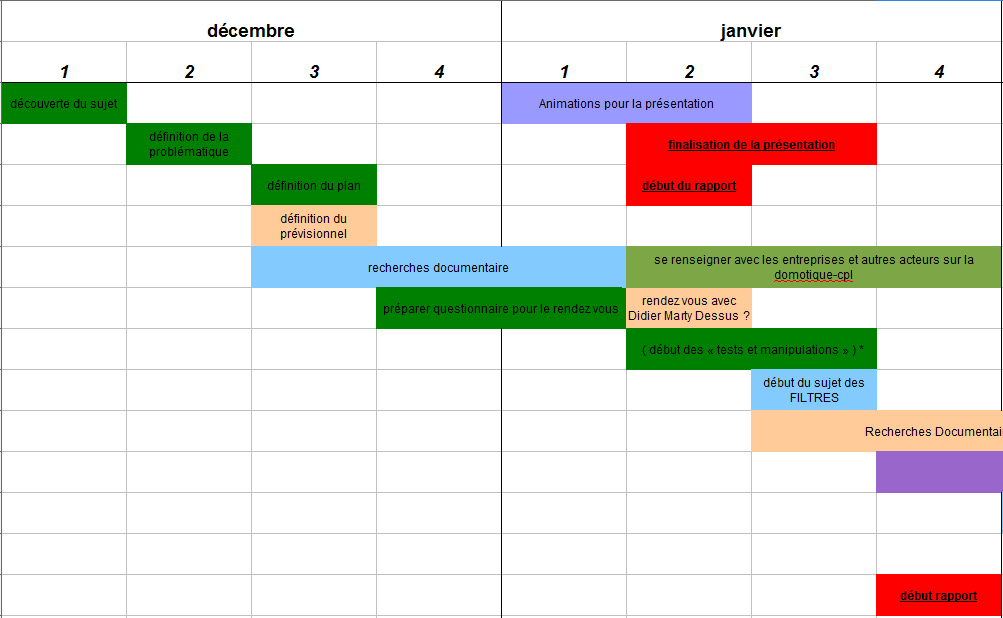 décembre janvier
1 2 3 4 1 2 3 4
découverte du sujet Animations pour la présentation
définition de la
problématique
finalisation de la présentation
définition du plan début du rapport
définition du
prévisionnel
recherches documentaire
se renseigner avec les entreprises et autres acteurs sur la
domotique-cpl
préparer questionnaire pour le rendez vous
rendez vous avec
Didier Marty Dessus ?
( début des « tests et manipulations » ) *
début du sujet des
FILTRES
Recherches Documentai
début rapport